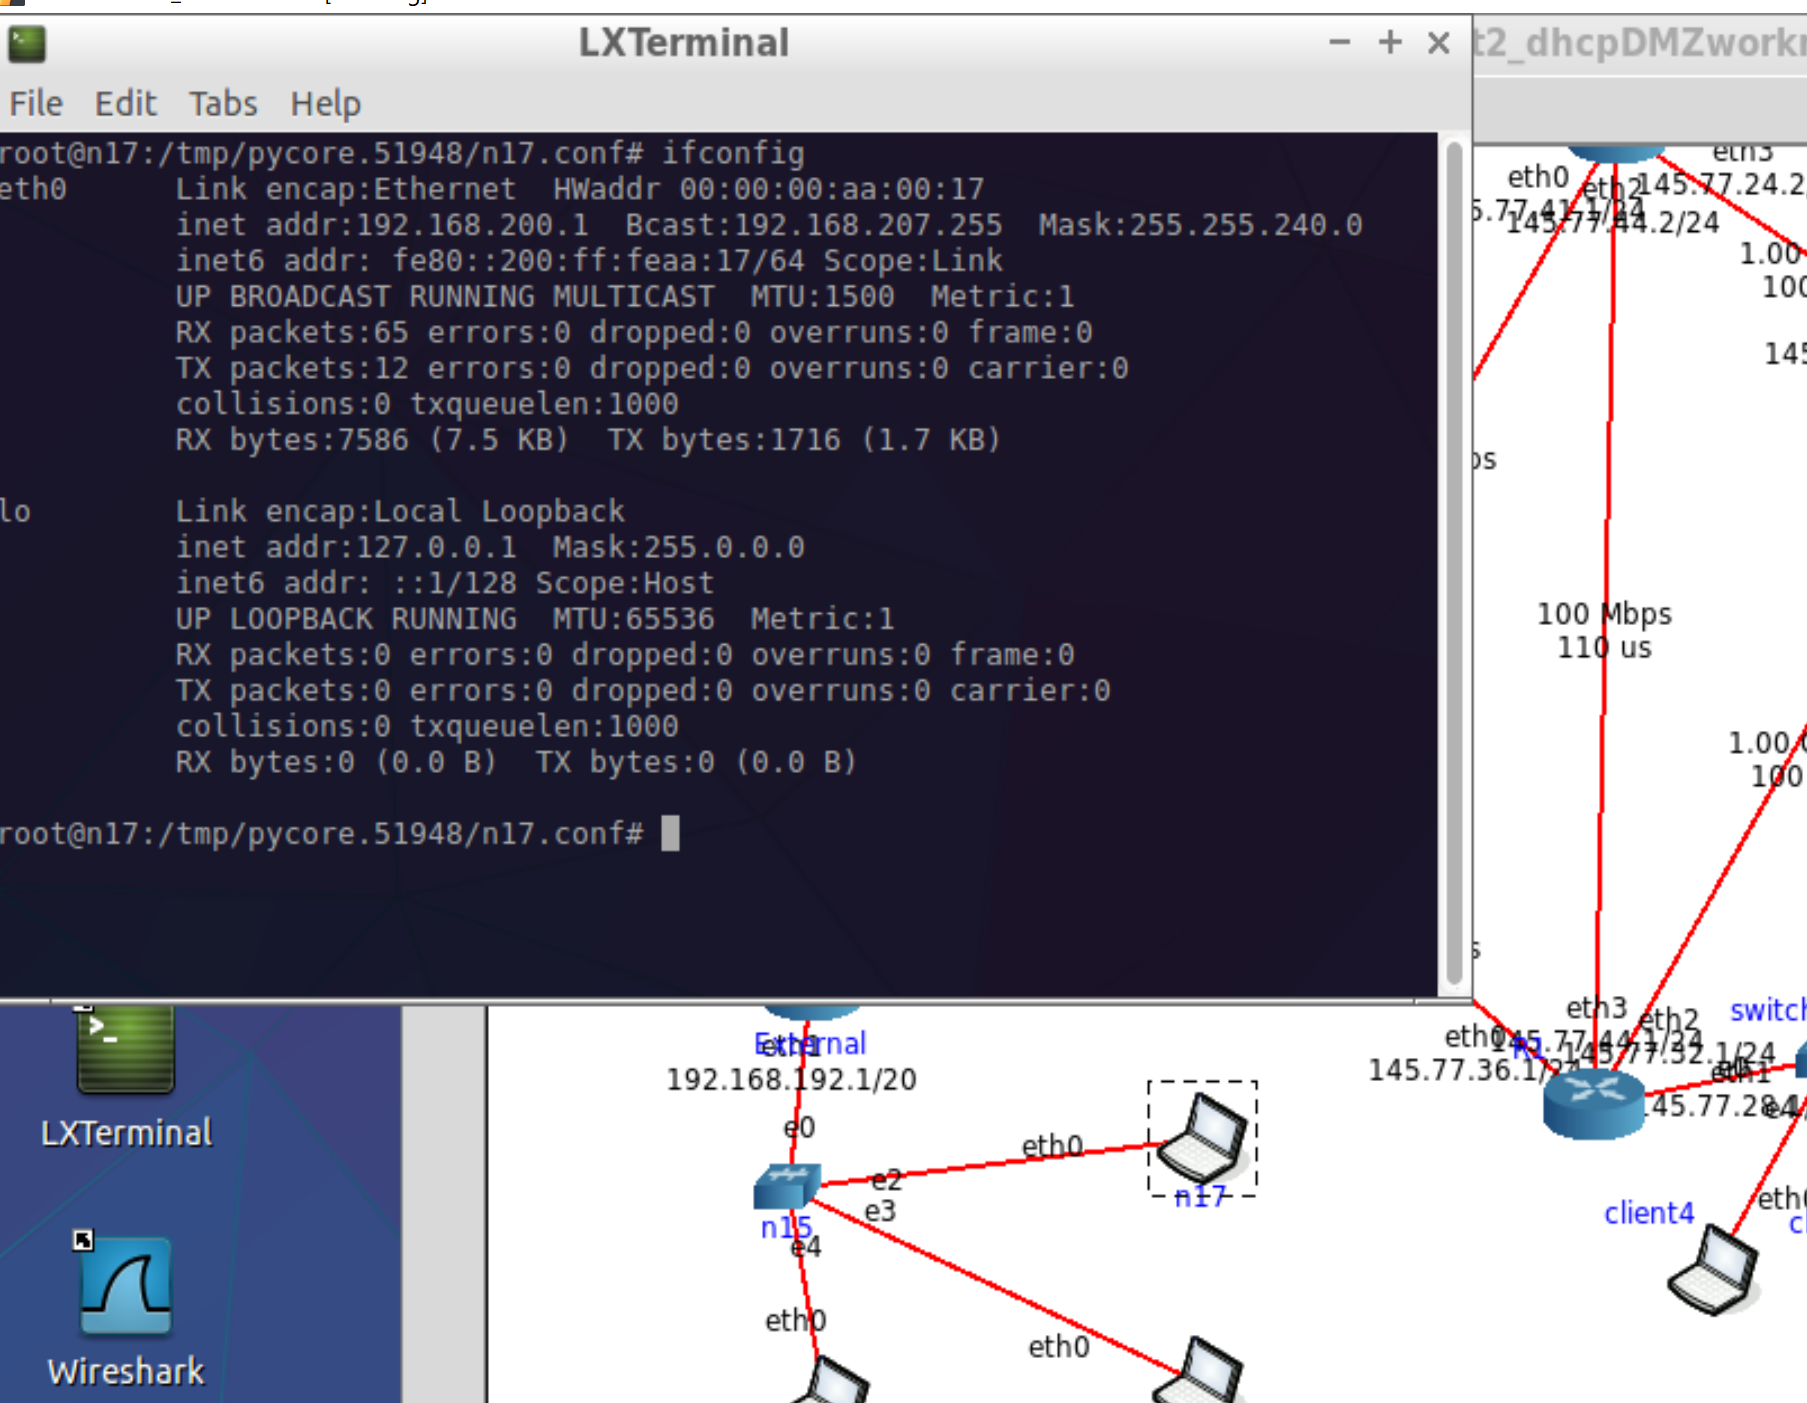 LXTerminal
t2_dhcpDMZwork
File Edit Tabs Help
root@n17:/tmp/pycore.51948/n17.conf# ifconfig
eth0 Link encap:Ethernet HWaddr 00:00:00:aa:00:17
inet addr:192.168.200.1 Bcast:192.168.207.255 Mask:255.255.240.0
inet6 addr: fe80::200:ff:feaa:17/64 Scope:Link
UP BROADCAST RUNNING MULTICAST MTU:1500 Metric:1
RX packets:65 errors:0 dropped:0 overruns:0 frame:0
TX packets:12 errors:0 dropped:0 overruns:0 carrier:0
collisions:0 txqueuelen:1000
RX bytes:7586 (7.5 KB) TX bytes:1716 (1.7 KB)
lo Link encap:Local Loopback
inet addr:127.0.0.1 Mask:255.0.0.0
inet6 addr: ::1/128 Scope:Host
UP LOOPBACK RUNNING MTU:65536 Metric:1
RX packets:0 errors:0 dropped:0 overruns:0 frame:0
TX packets:0 errors:0 dropped:0 overruns:0 carrier:0
collisions:0 txqueuelen:1000
RX bytes:0 (0.0 B) TX bytes:0 (0.0 B)
root@n17:/tmp/pycore.51948/n17.conf#
eth3
eth0
eth2
145.77.24.2
5.77.41.1/24
145.77.44.2/24
1.00
100
145
100 Mbps
110 us
1.00
100
External
eth1
192.168.192.1/20
e0
eth0
e2
e3
n17
n15
e4
eth0
eth0
eth3
eth2
switch
eth0
145.77.44.1/24
145.77.32.1/24
145.77.36.1/24
eth1
45.77.28
client4
eth0
LXTerminal
Wireshark